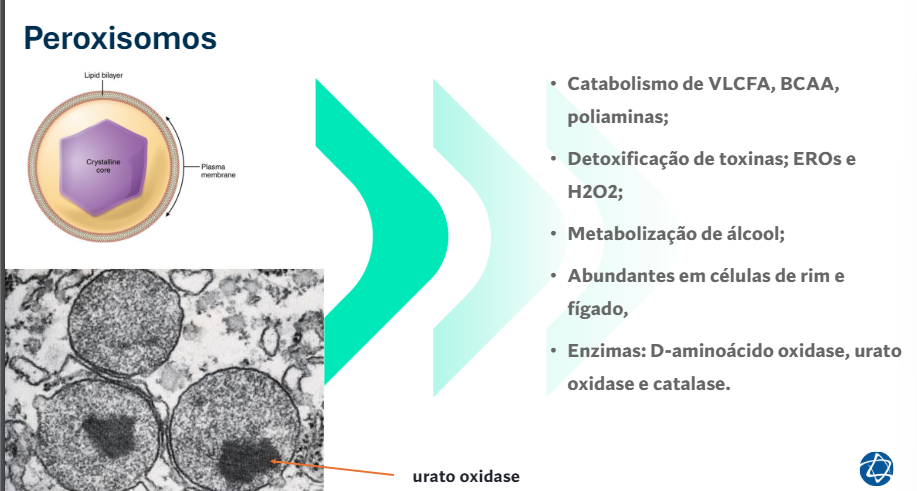 Peroxisomos
Lipid bilayer
Crystalline
core
Plasma
membrane
• Catabolismo de VLCFA, BCAA,
poliaminas;
• Detoxificação de toxinas; EROs e
H2O2;
• Metabolização de álcool;
• Abundantes em células de rim e
fígado,
• Enzimas: D-aminoácido oxidase, urato
oxidase e catalase.
urato oxidase